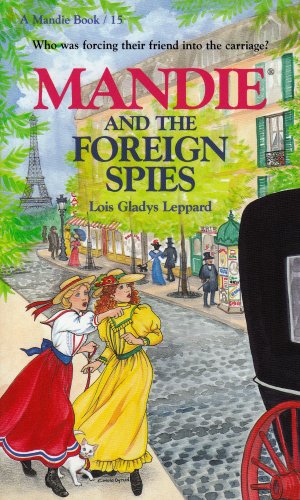 A Mandie Book / 15
Who was forcing their friend into the carriage?
MANDIE®
AND THE
FOREIGN
SPIES
Lois Gladys Leppard